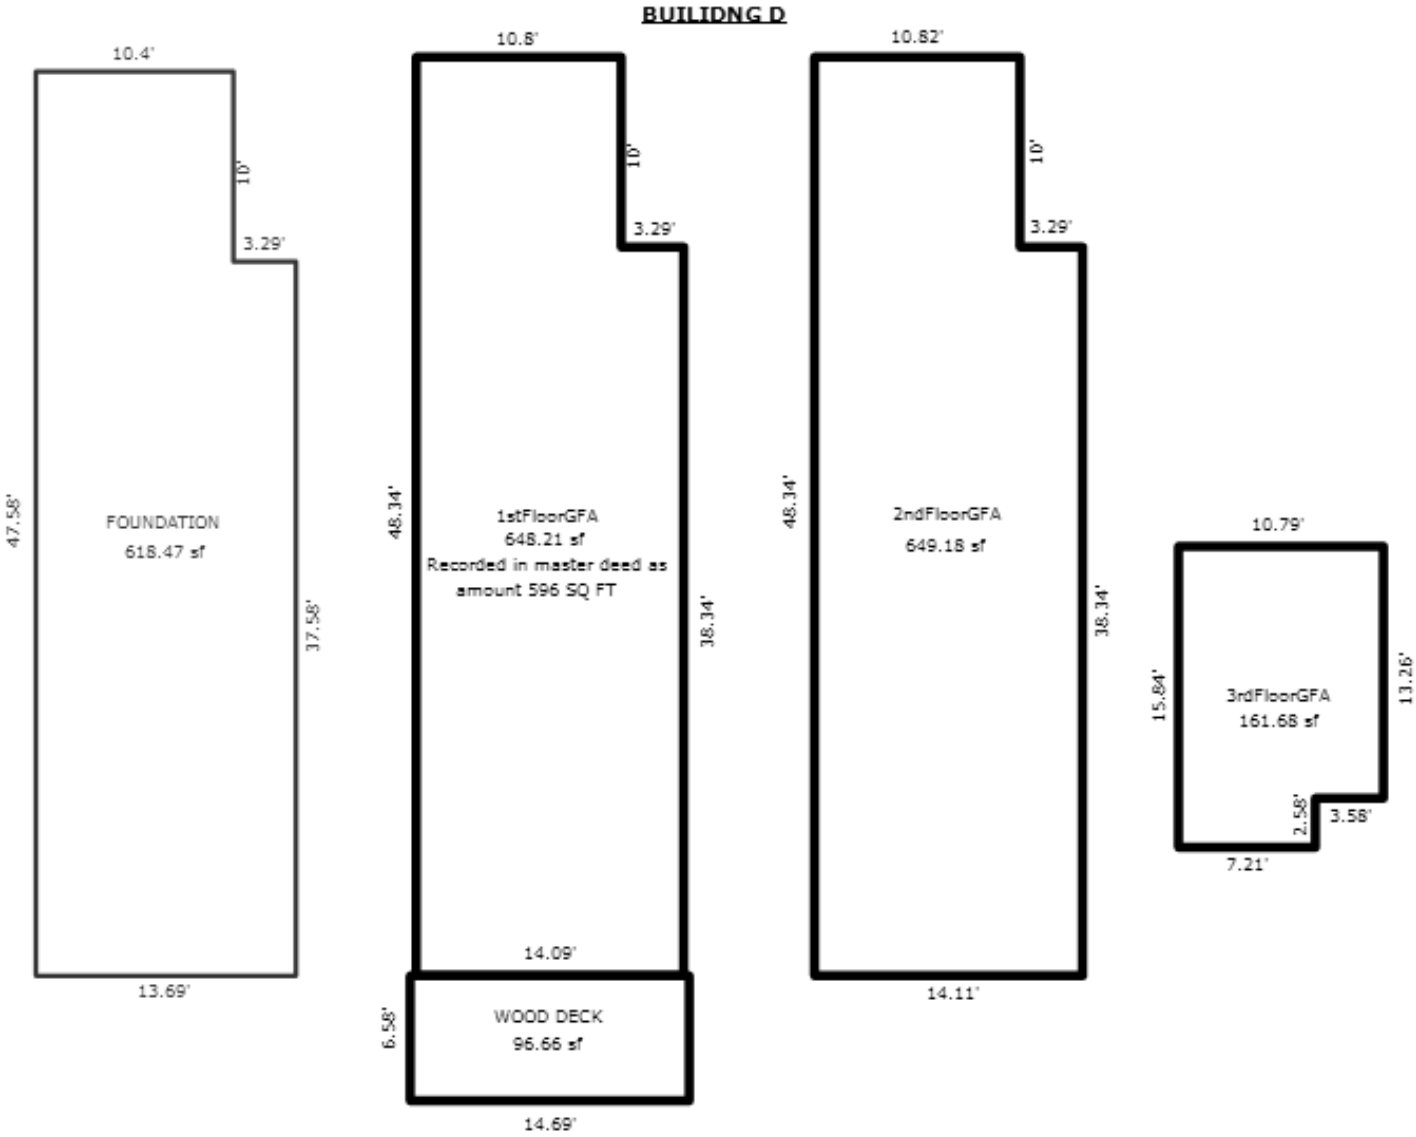 BUILIDNG D
10.4'
10'
3.29'
47.58'
FOUNDATION
618.47 sf
37.58'
13.69'
10.8'
10'
3.29'
48.34'
1stFloorGFA
648.21 sf
Recorded in master deed as
amount 596 SQ FT
38.34'
14.09'
6.58'
WOOD DECK
96.66 sf
14.69'
10.82'
10'
3.29'
48.34'
2ndFloorGFA
649.18 sf
38.34'
14.11'
10.79'
15.84'
3rdFloorGFA
161.68 sf
13.26'
2.58'
3.58'
7.21'